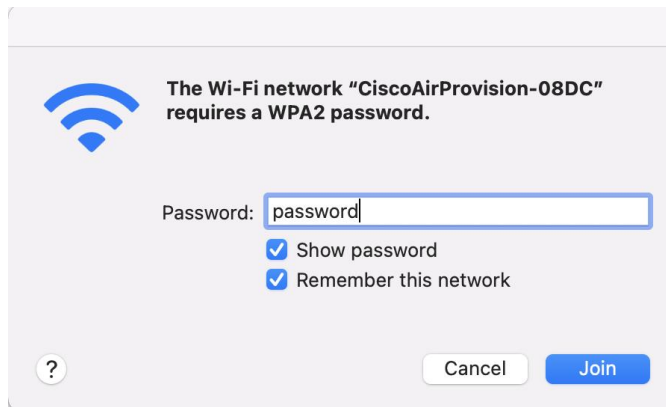 The Wi-Fi network “CiscoAirProvision-08DC”
requires a WPA2 password.
Password: password
Show password
Remember this network
? Cancel Join